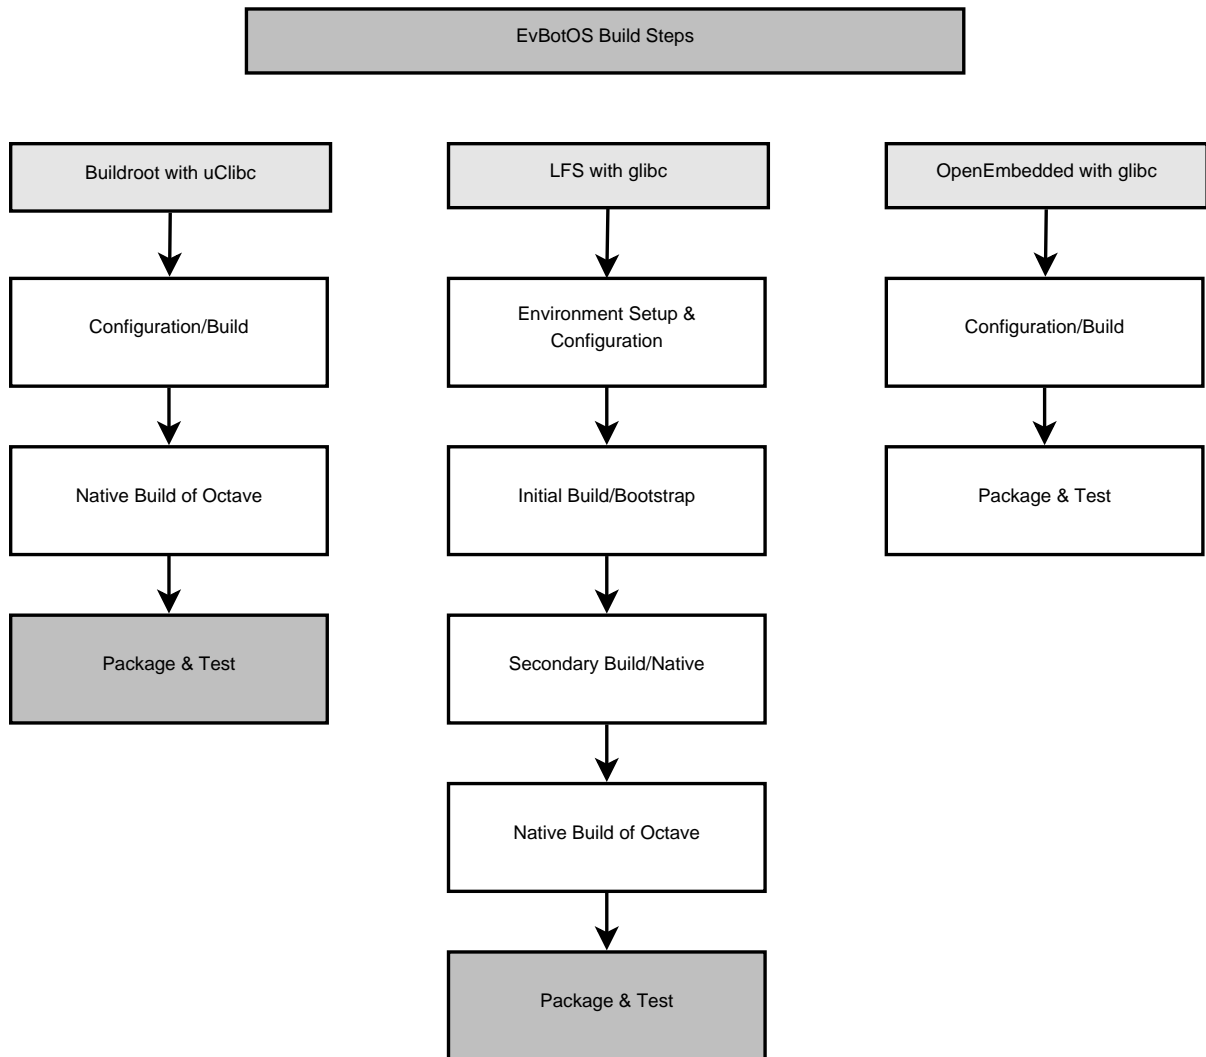 EvBotOS Build Steps
Buildroot with uClibc
LFS with glibc
OpenEmbedded with glibc
Configuration/Build
Environment Setup &
Configuration
Configuration/Build
Native Build of Octave
Initial Build/Bootstrap
Package & Test
Package & Test
Secondary Build/Native
Native Build of Octave
Package & Test